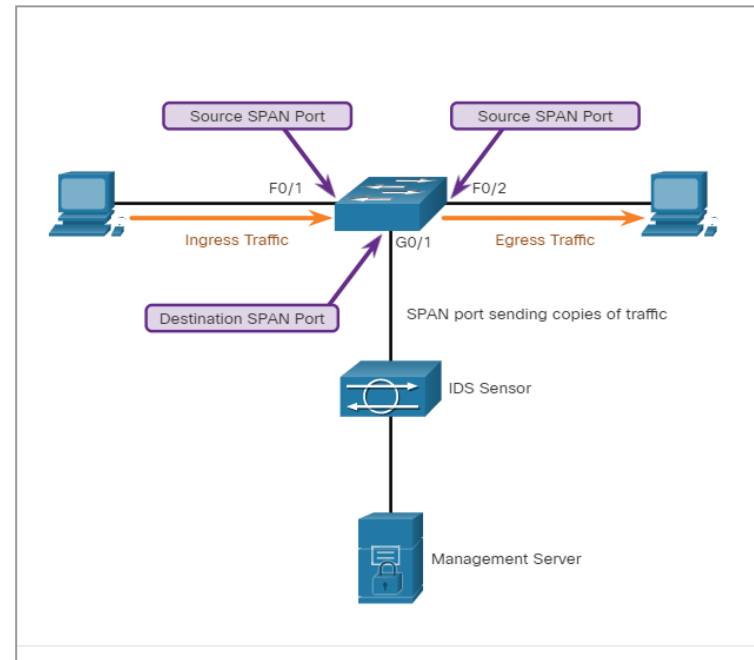 Source SPAN Port
Source SPAN Port
F0/1
F0/2
Ingress Traffic
G0/1
Egress Traffic
Destination SPAN Port
SPAN port sending copies of traffic
IDS Sensor
Management Server